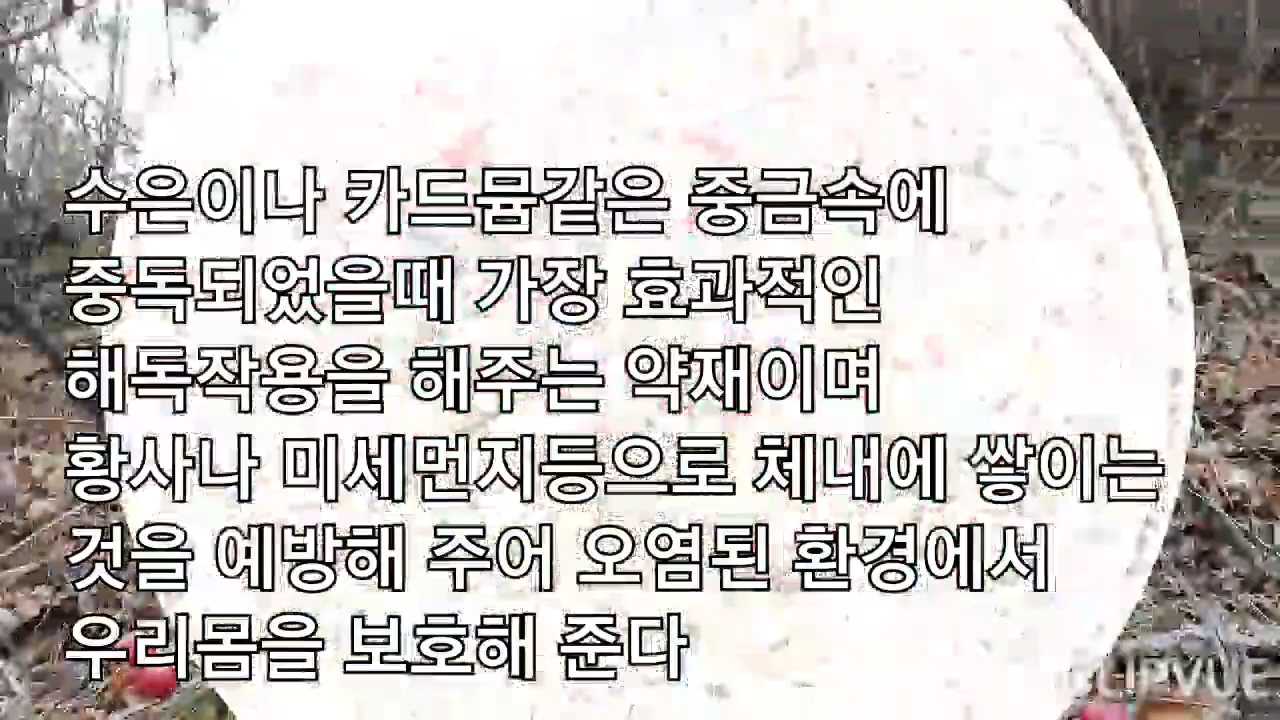 수은이나 카드뮴같은 중금속에
중독되었을때 가장 효과적인
해독작용을 해주는 약재이며
황사나 미세먼지등으로 체내에 쌓이는
것을 예방해 주어 오염된 환경에서
우리몸을 보호해 준다